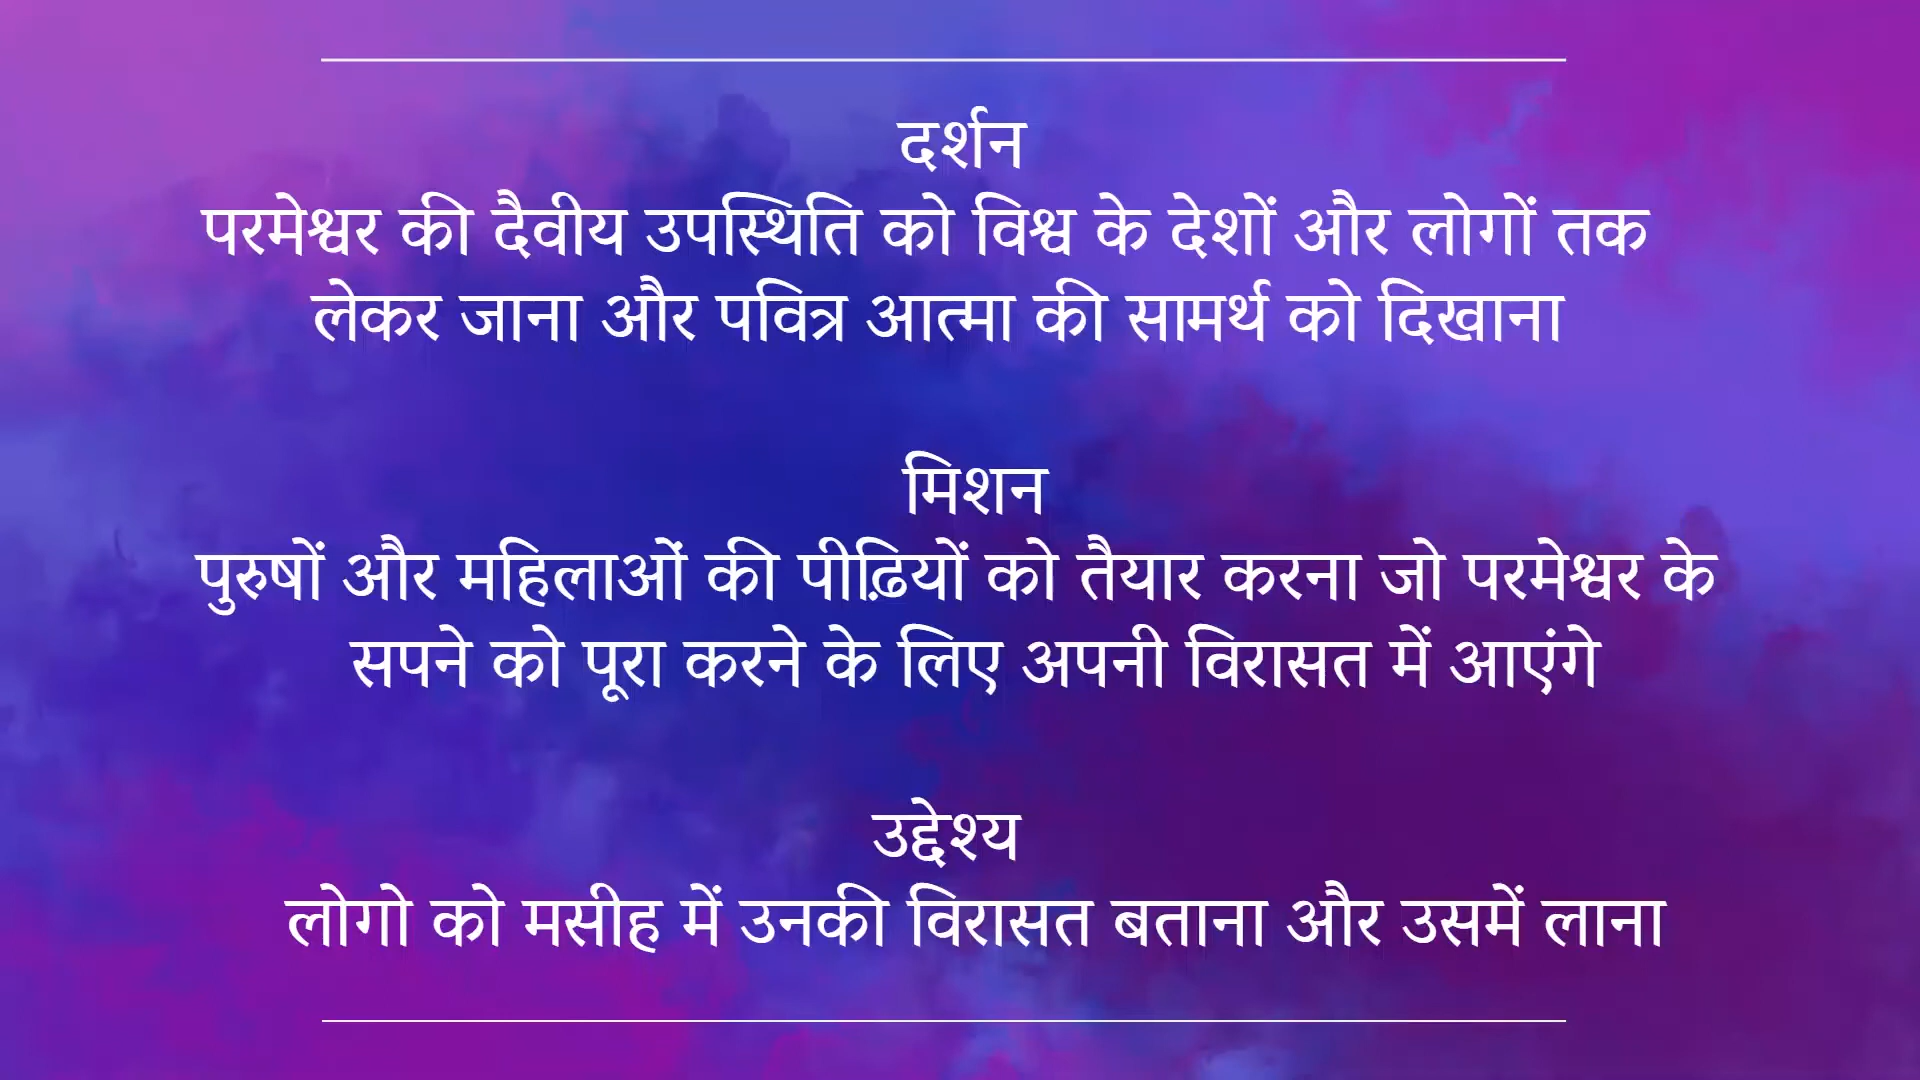 दर्शन
परमेश्वर की दैवीय उपस्थिति को विश्व के देशों और लोगों तक
लेकर जाना और पवित्र आत्मा की सामर्थ को दिखाना
मिशन
पुरुषों और महिलाओं की पीढ़ियों को तैयार करना जो परमेश्वर के
सपने को पूरा करने के लिए अपनी विरासत में आएंगे
उद्देश्य
लोगो को मसीह में उनकी विरासत बताना और उसमें लाना